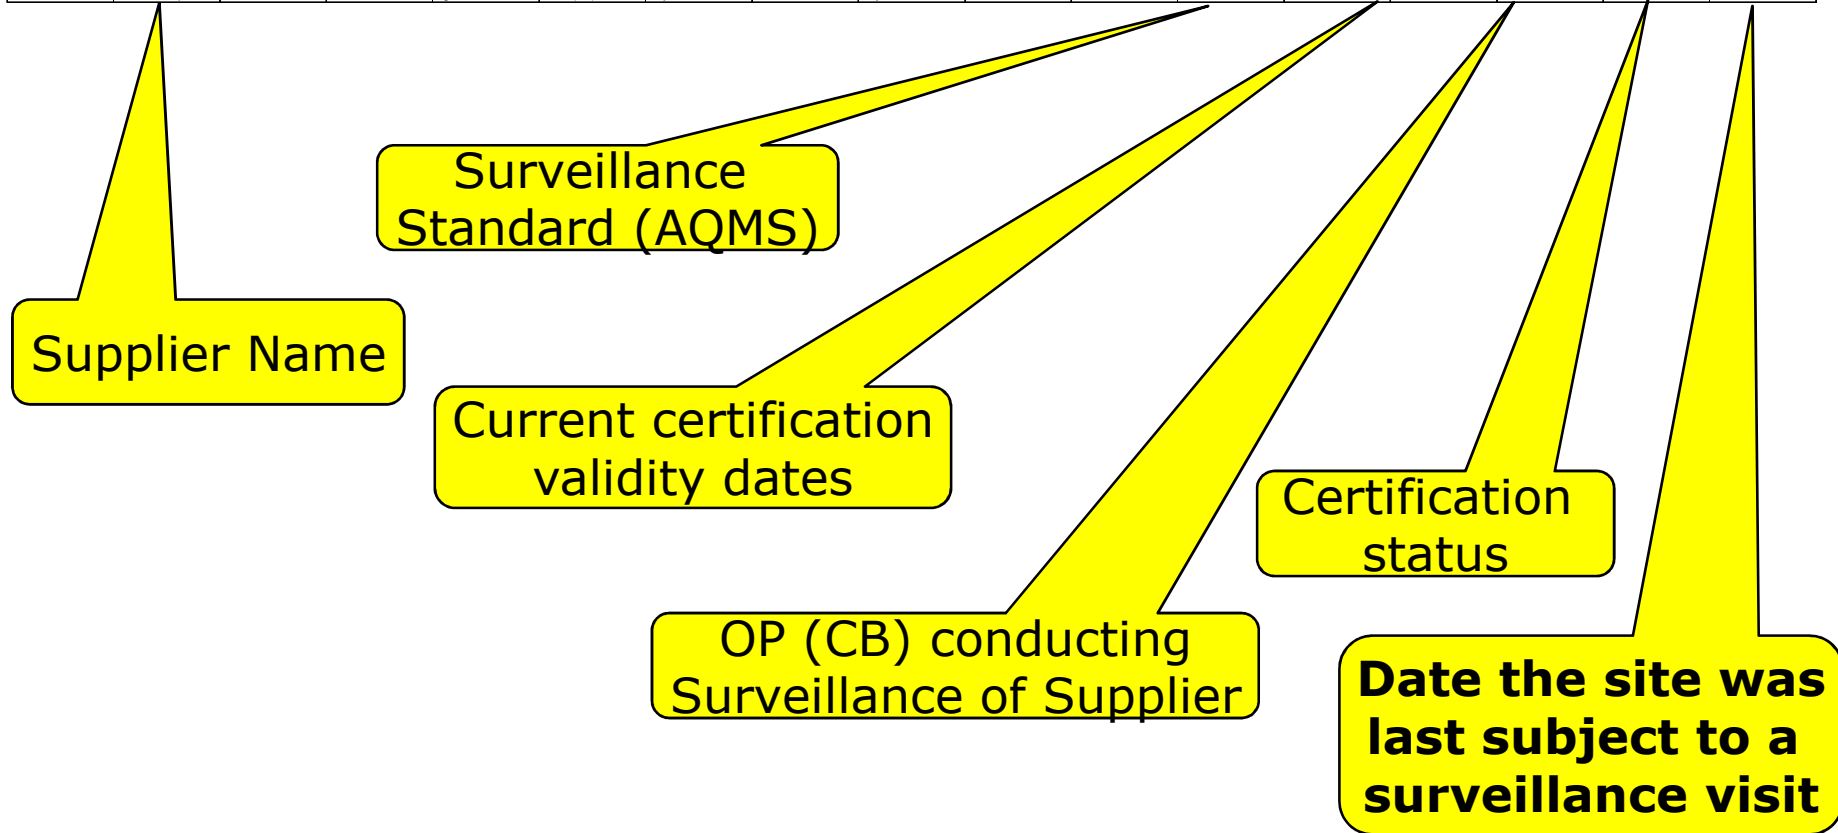 Surveillance
Standard (AQMS)
Supplier Name
Current certification
validity dates
Certification
status
OP (CB) conducting
Surveillance of Supplier
Date the site was
last subject to a
surveillance visit